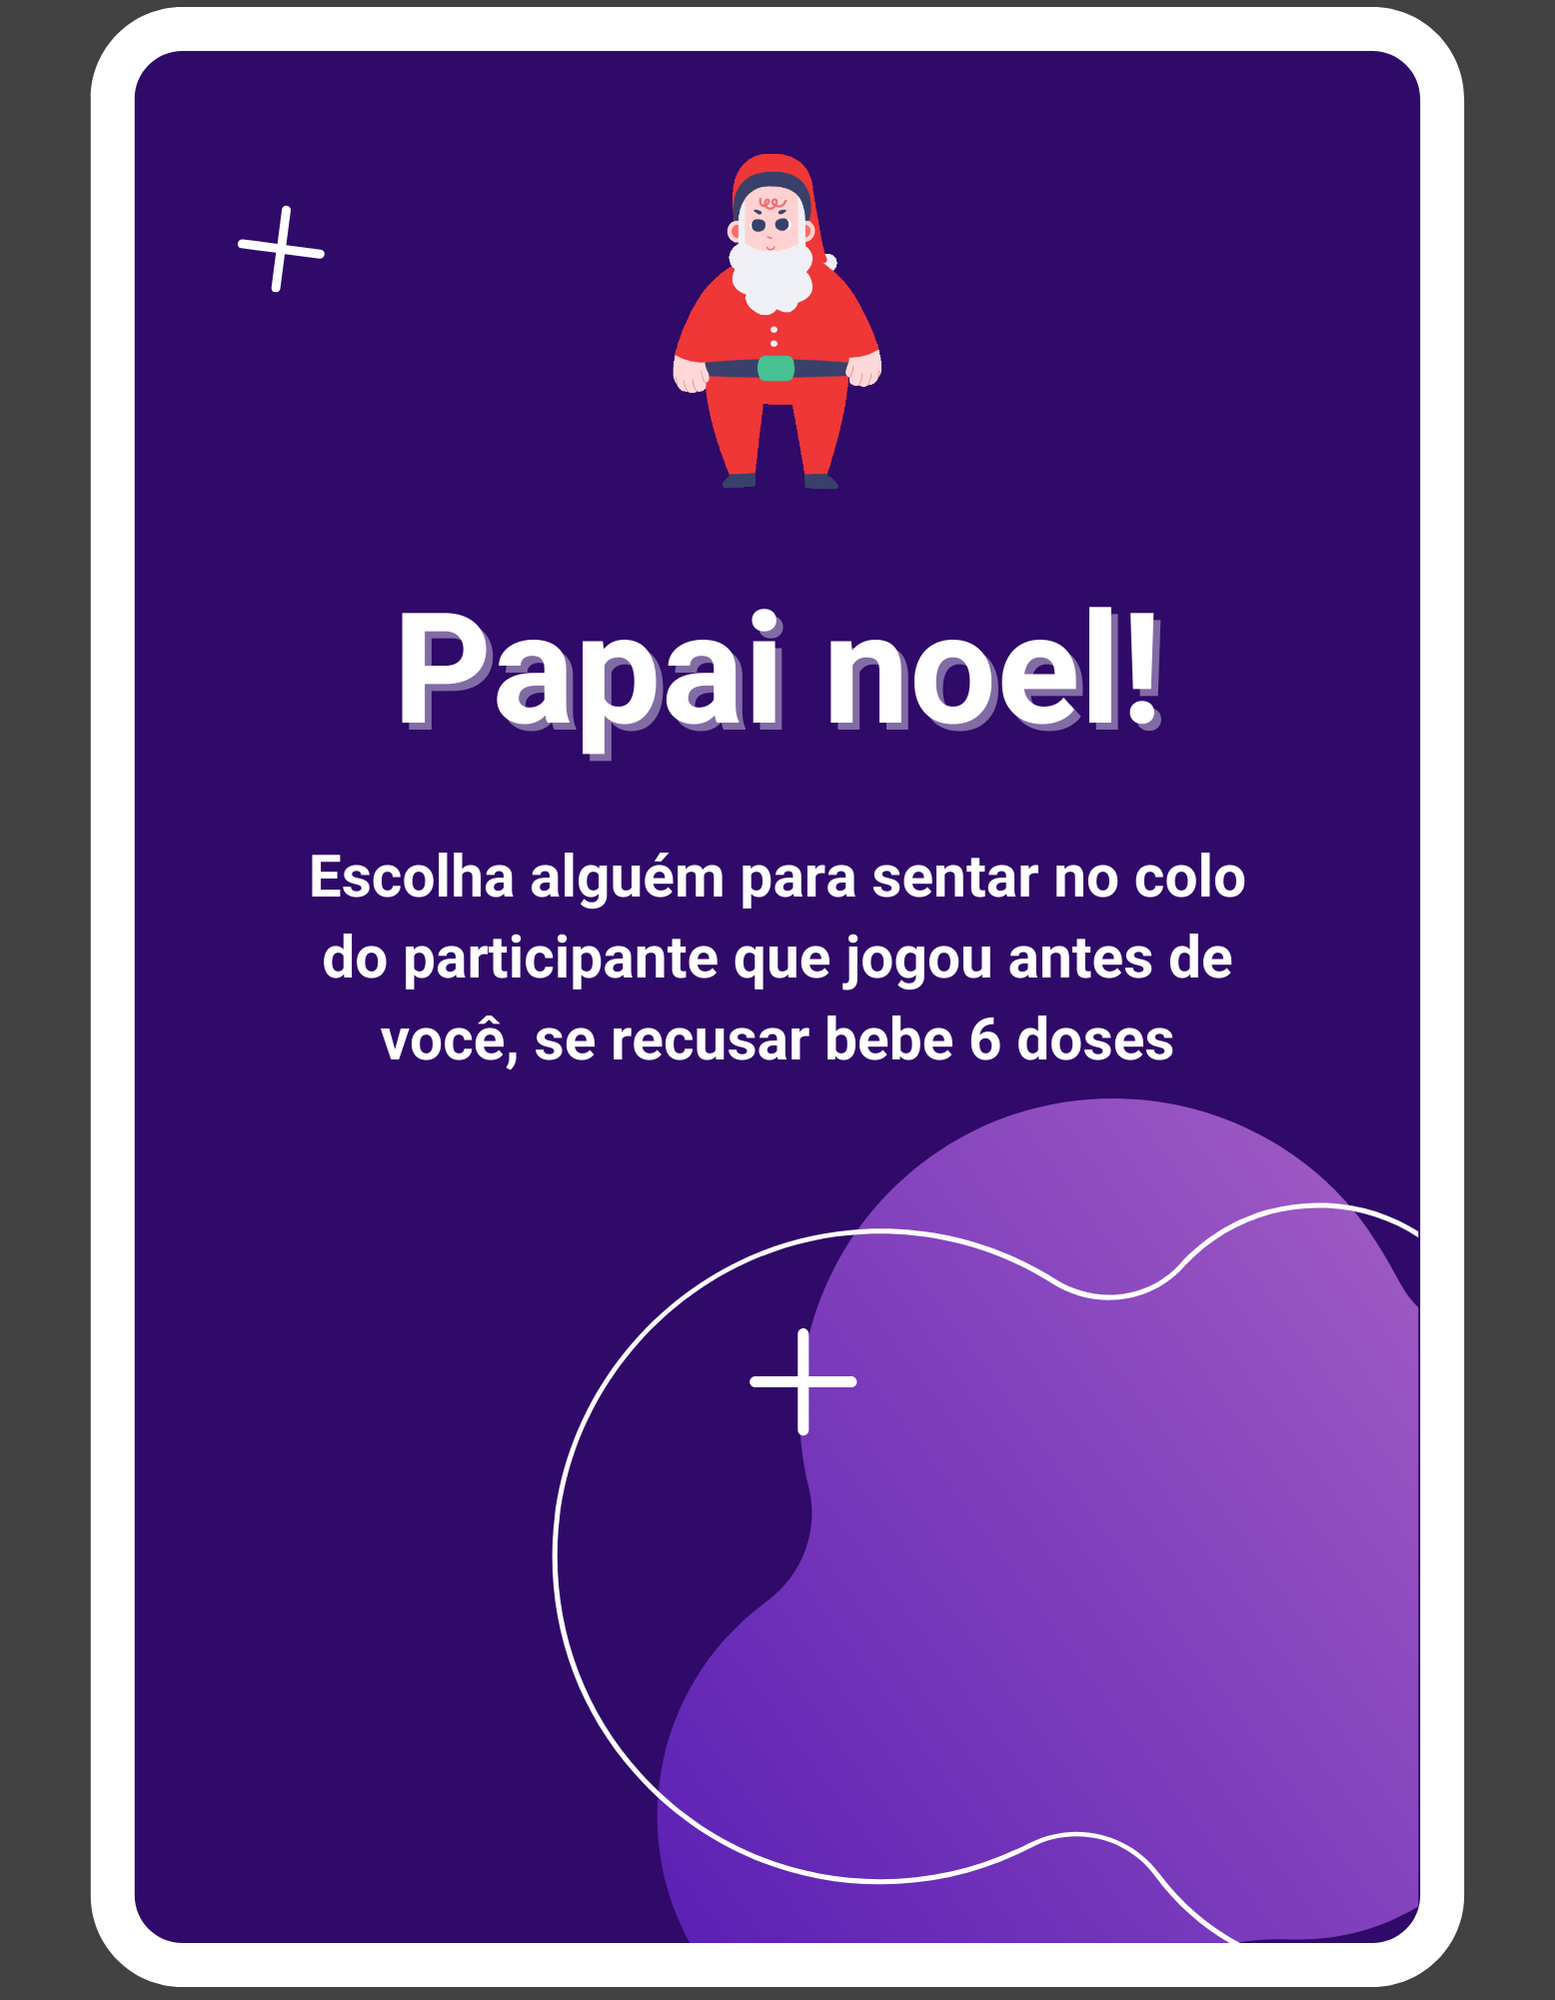 Papai noel!
Escolha alguém para sentar no colo
do participante que jogou antes de
você, se recusar bebe 6 doses